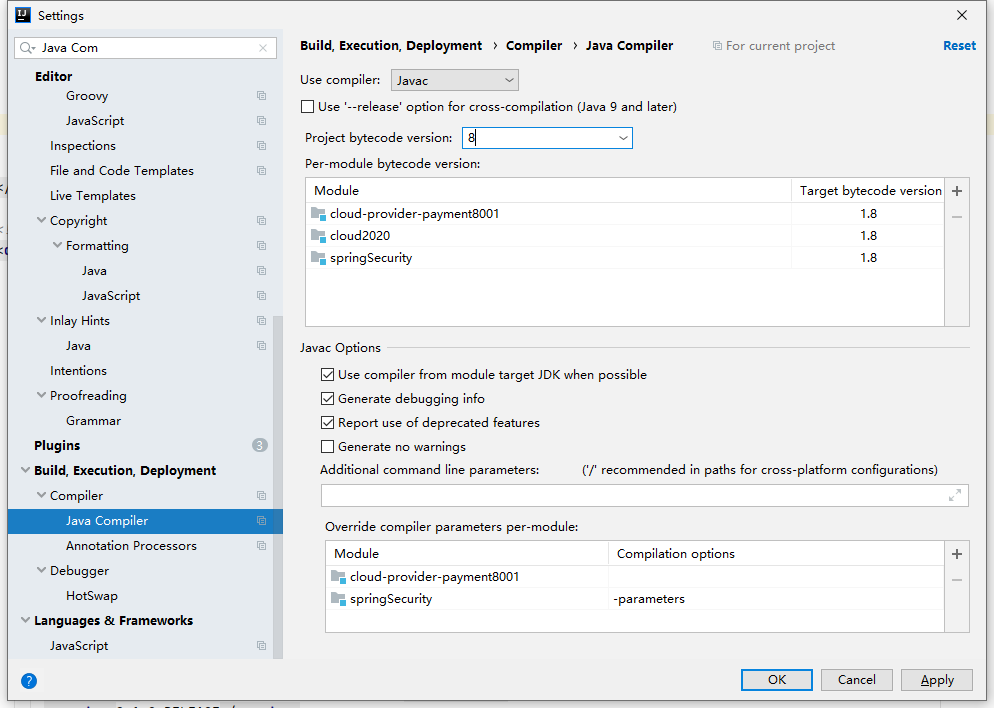 Settings
Java Com
Editor
Groovy
JavaScript
Inspections
File and Code Templates
Live Templates
Copyright
Formatting
Java
JavaScript
Inlay Hints
Java
Intentions
Proofreading
Grammar
Plugins 3
Build, Execution, Deployment
Compiler
Java Compiler
Annotation Processors
Debugger
HotSwap
Languages & Frameworks
JavaScript
?
Build, Execution, Deployment › Compiler › Java Compiler For current project Reset
Use compiler: Javac
Use '--release' option for cross-compilation (Java 9 and later)
Project bytecode version: 8
Per-module bytecode version:
Module Target bytecode version
cloud-provider-payment8001 1.8
cloud2020 1.8
springSecurity 1.8
Javac Options
Use compiler from module target JDK when possible
Generate debugging info
Report use of deprecated features
Generate no warnings
Additional command line parameters: ('/' recommended in paths for cross-platform configurations)
Override compiler parameters per-module:
Module Compilation options
cloud-provider-payment8001
springSecurity -parameters
OK Cancel Apply